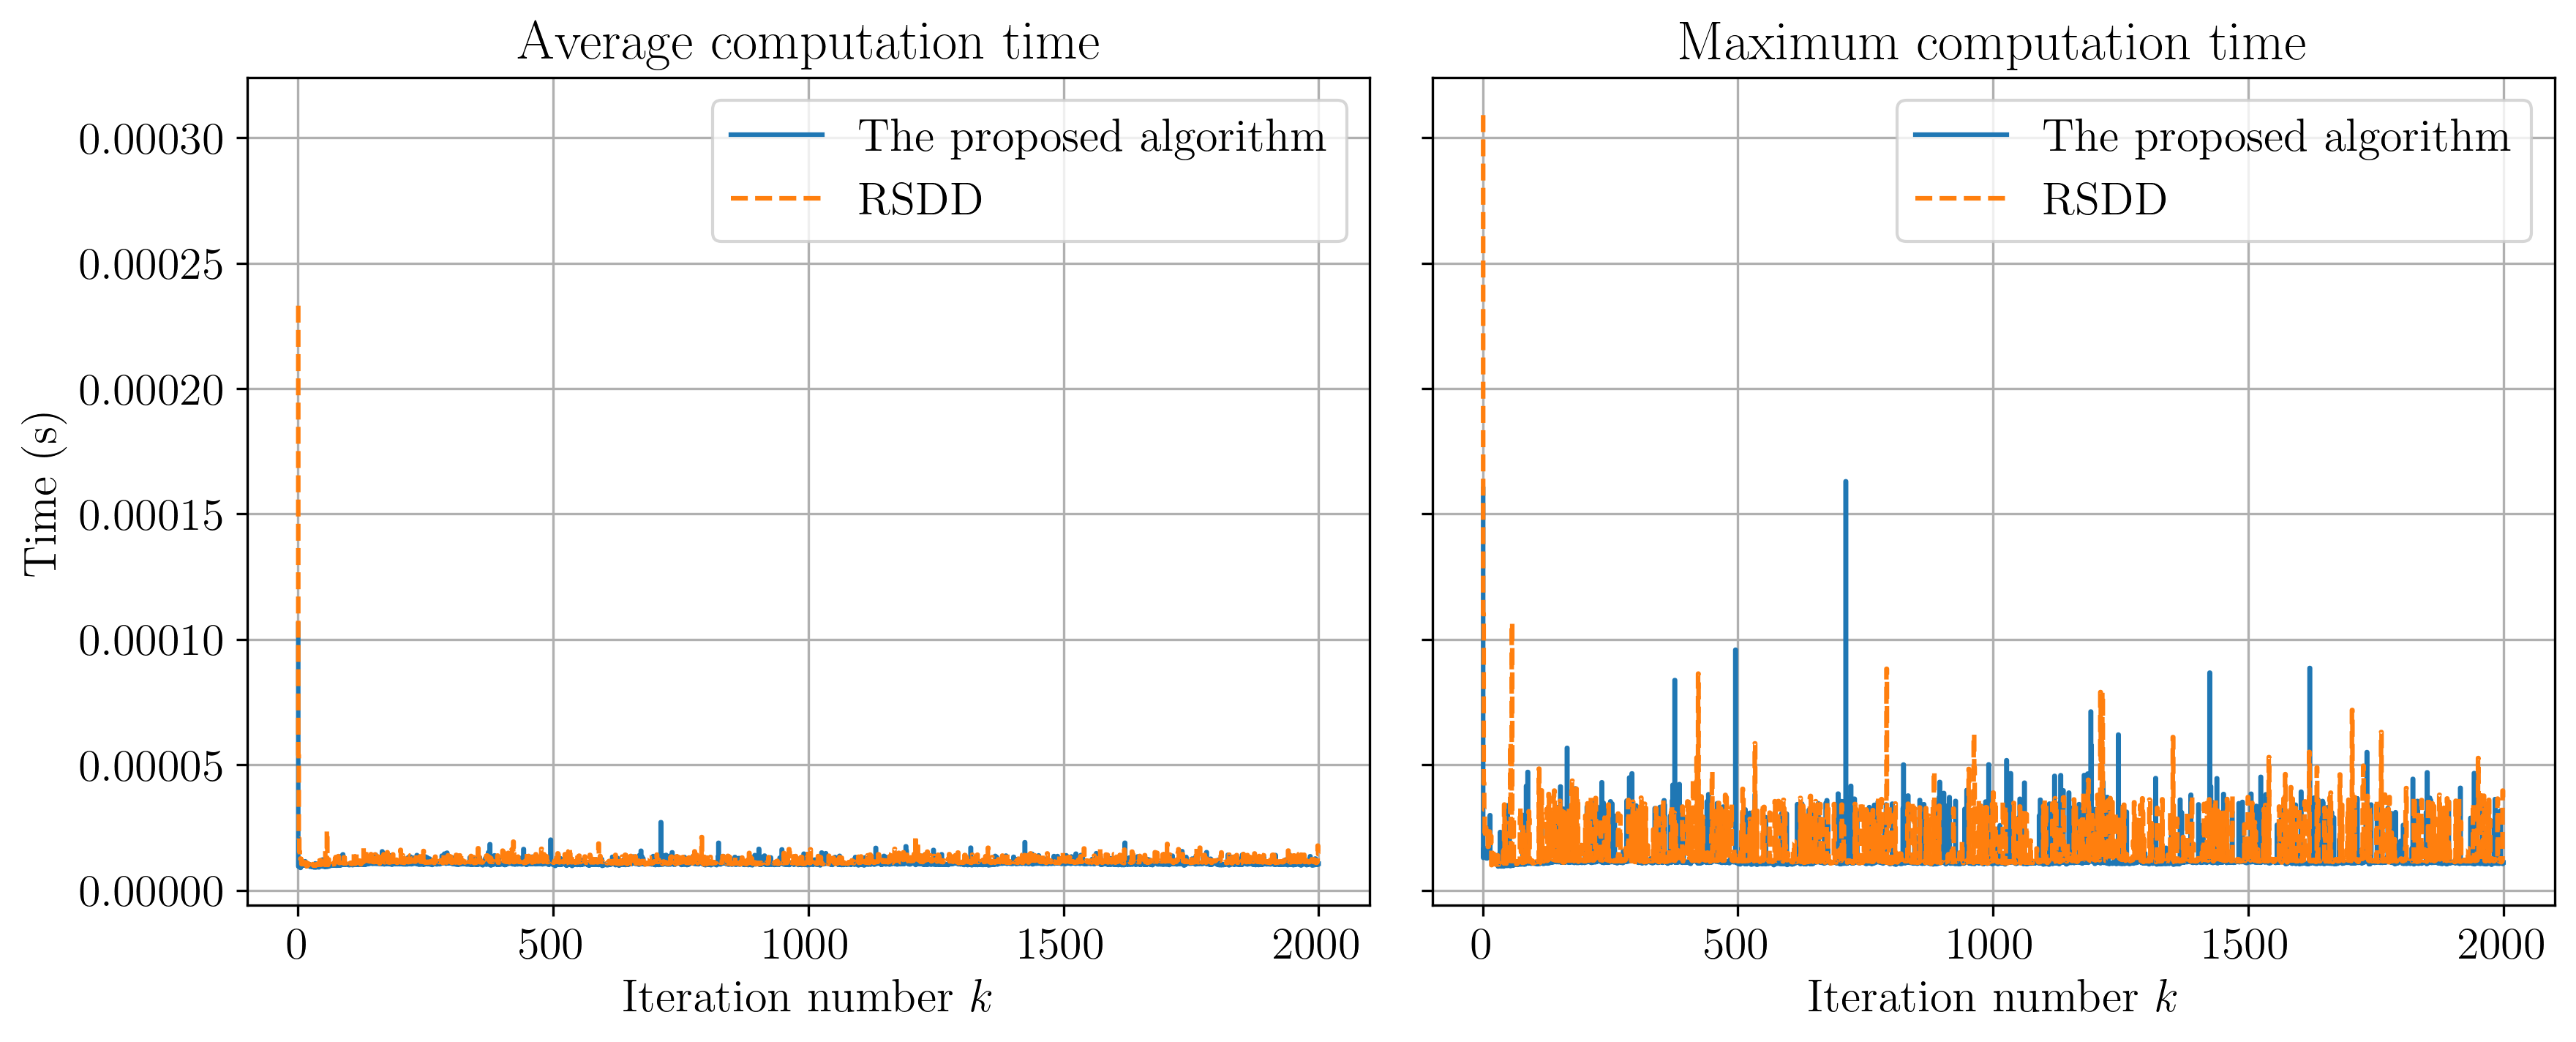 Average computation time
Maximum computation time
The proposed algorithm
RSDD
The proposed algorithm
RSDD
Time (s)
0.00030
0.00025
0.00020
0.00015
0.00010
0.00005
0.00000
0 500 1000 1500 2000
0 500 1000 1500 2000
Iteration number k
Iteration number k